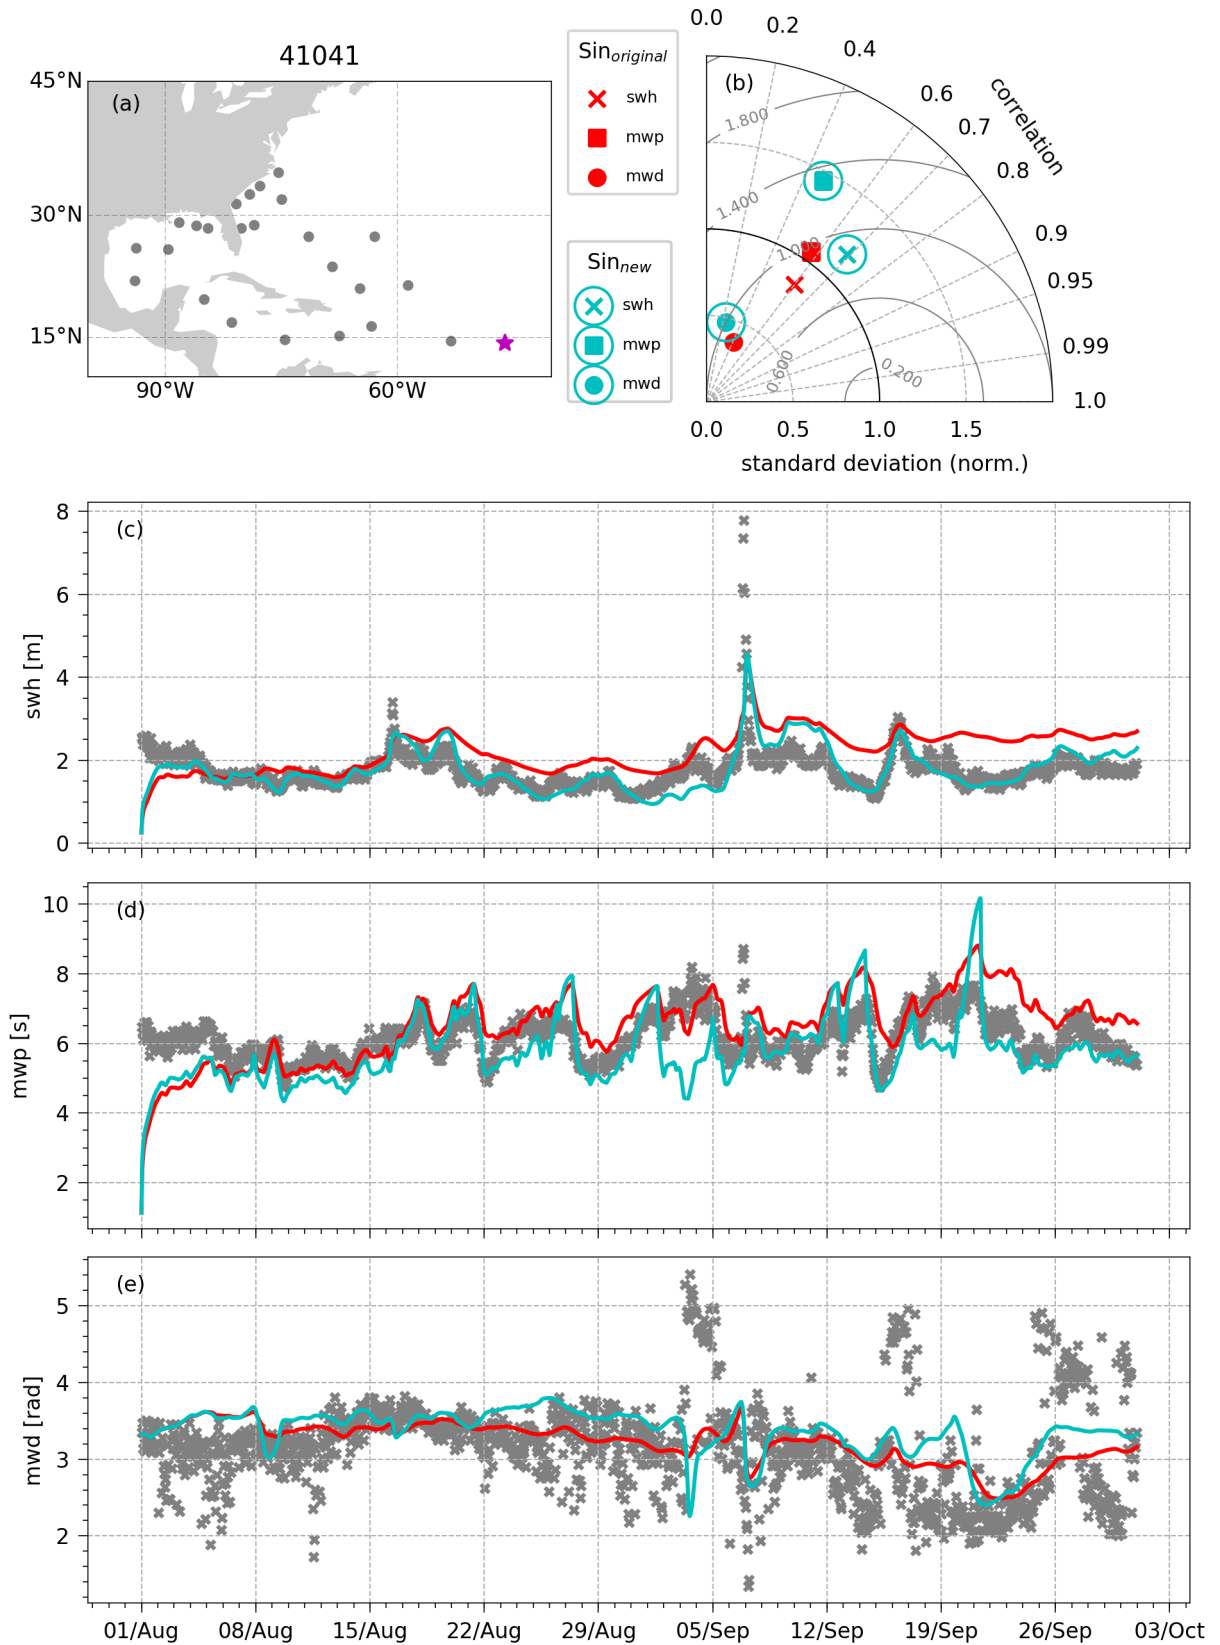 41041
45°N
30°N
15°N
(a)
90°W
60°W
Sin_original
swh
mwp
mwd
Sin_new
swh
mwp
mwd
(b)
0.0
0.2
0.4
0.6
0.7
0.8
0.9
0.95
0.99
1.0
correlation
1.800
1.400
1.000
0.600
0.200
0.0
0.5
1.0
1.5
standard deviation (norm.)
(c)
8
6
4
2
0
swh [m]
(d)
10
8
6
4
2
mwp [s]
(e)
5
4
3
2
mwd [rad]
01/Aug
08/Aug
15/Aug
22/Aug
29/Aug
05/Sep
12/Sep
19/Sep
26/Sep
03/Oct